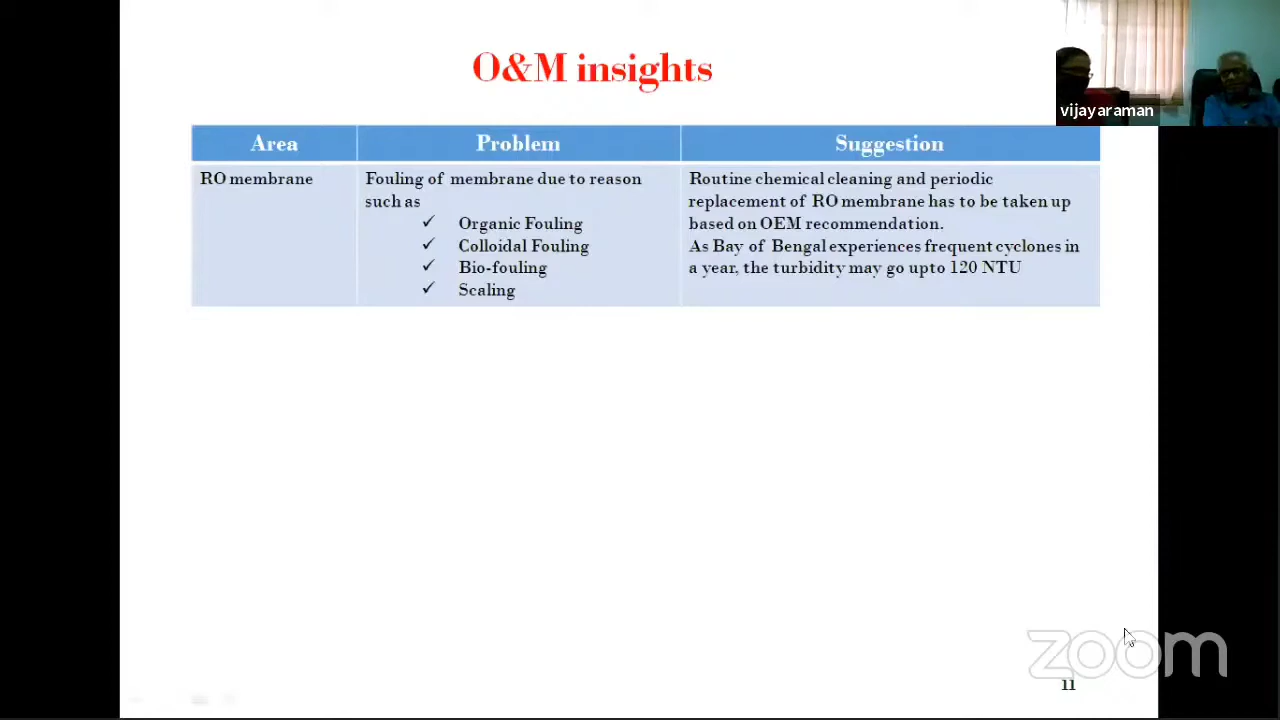 O&M insights
vijayaraman
Area Problem Suggestion
RO membrane
Fouling of membrane due to reason
such as
✓ Organic Fouling
✓ Colloidal Fouling
✓ Bio-fouling
✓ Scaling
Routine chemical cleaning and periodic
replacement of RO membrane has to be taken up
based on OEM recommendation.
As Bay of Bengal experiences frequent cyclones in
a year, the turbidity may go upto 120 NTU
zoom
11